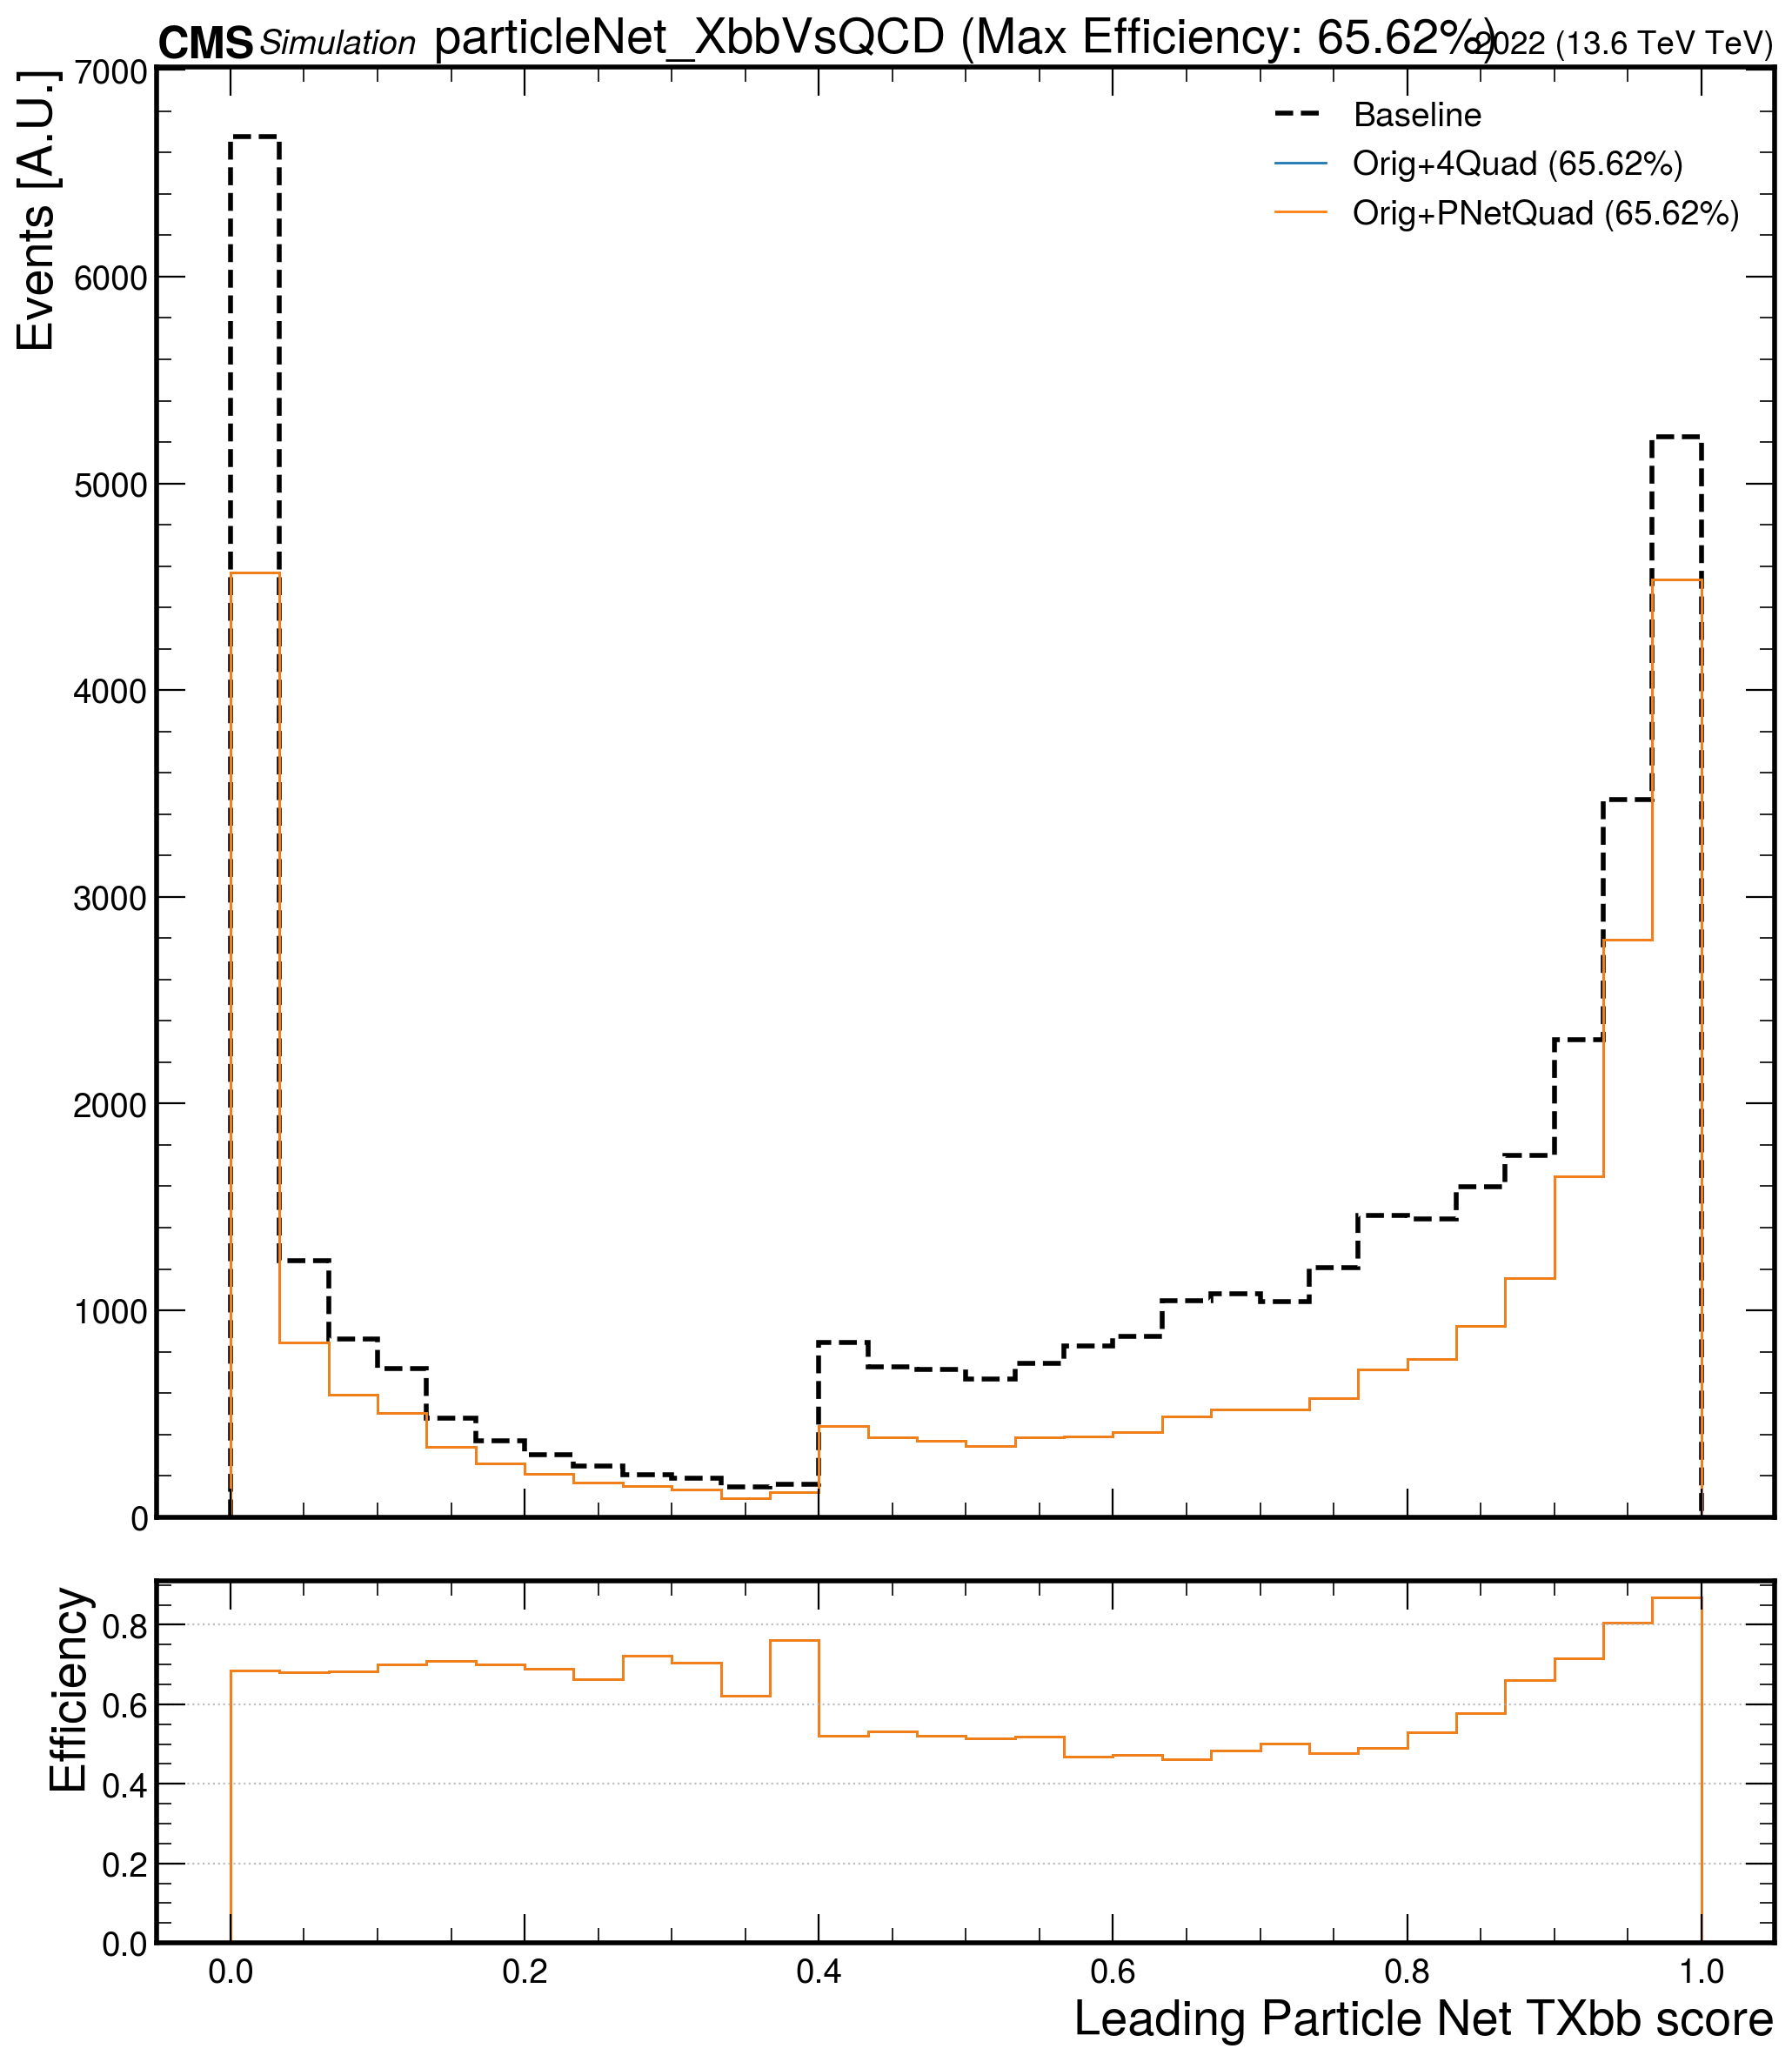 CMS Simulation particleNet_XbbVsQCD (Max Efficiency: 65.62%) 2022 (13.6 TeV TeV)
Events [A.U.]
7000
6000
5000
4000
3000
2000
1000
0
Baseline
Orig+4Quad (65.62%)
Orig+PNetQuad (65.62%)
Efficiency
0.8
0.6
0.4
0.2
0.0
0.0 0.2 0.4 0.6 0.8 1.0
Leading Particle Net TXbb score